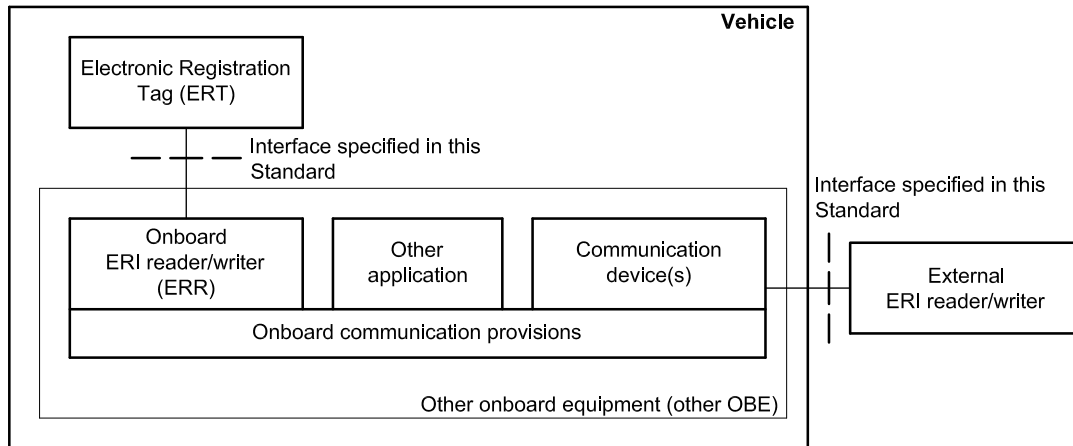 Vehicle
Electronic Registration
Tag (ERT)
Interface specified in this
Standard
Interface specified in this
Standard
Onboard
ERI reader/writer
(ERR)
Other
application
Communication
device(s)
External
ERI reader/writer
Onboard communication provisions
Other onboard equipment (other OBE)